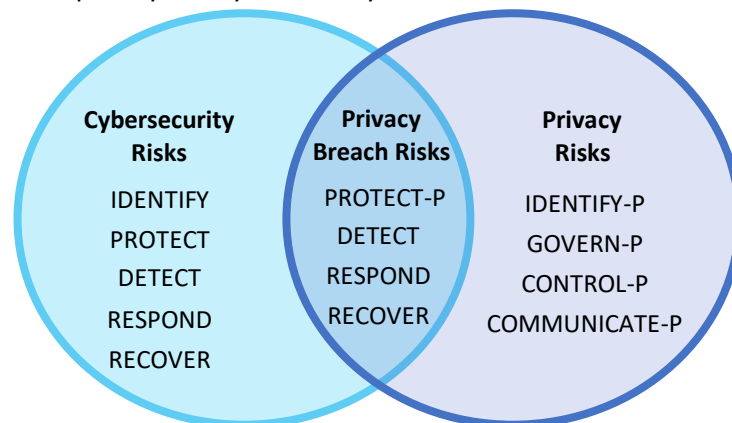 Cybersecurity
Risks
IDENTIFY
PROTECT
DETECT
RESPOND
RECOVER
Privacy
Breach Risks
PROTECT-P
DETECT
RESPOND
RECOVER
Privacy
Risks
IDENTIFY-P
GOVERN-P
CONTROL-P
COMMUNICATE-P